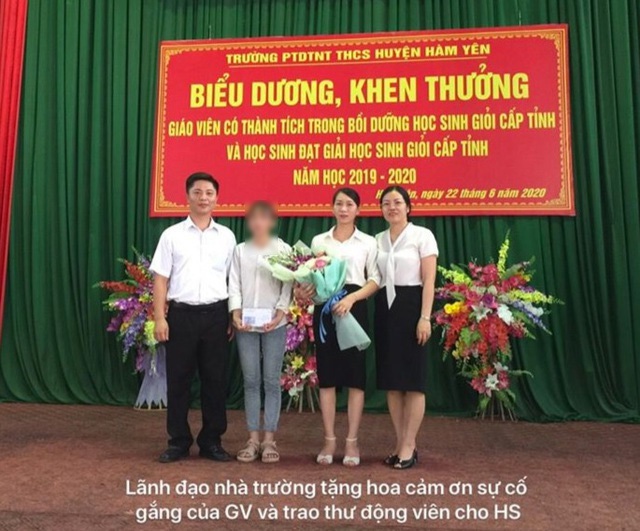 TRƯỜNG PTDTNT THCS HUYỆN HÀM YÊN
BIỂU DƯƠNG, KHEN THƯỞNG
GIÁO VIÊN CÓ THÀNH TÍCH TRONG BỒI DƯỠNG HỌC SINH GIỎI CẤP TỈNH
VÀ HỌC SINH ĐẠT GIẢI HỌC SINH GIỎI CẤP TỈNH
NĂM HỌC 2019 - 2020
ngày 22 tháng 6 năm 2020
Lãnh đạo nhà trường tặng hoa cảm ơn sự cố
gắng của GV và trao thư động viên cho HS